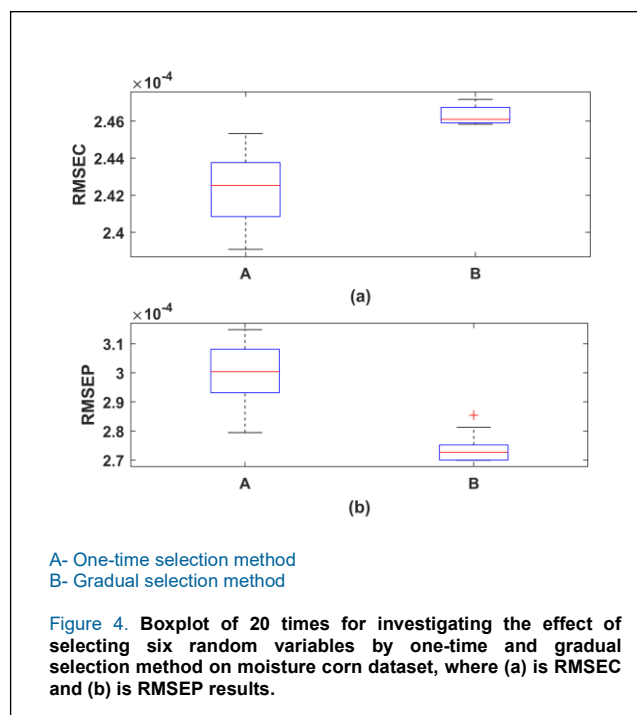 ×10⁻⁴
RMSEC
2.46
2.44
2.42
2.4
A
B
(a)
×10⁻⁴
RMSEP
3.1
3
2.9
2.8
2.7
A
B
(b)
A- One-time selection method
B- Gradual selection method
Figure 4. Boxplot of 20 times for investigating the effect of
selecting six random variables by one-time and gradual
selection method on moisture corn dataset, where (a) is RMSEC
and (b) is RMSEP results.